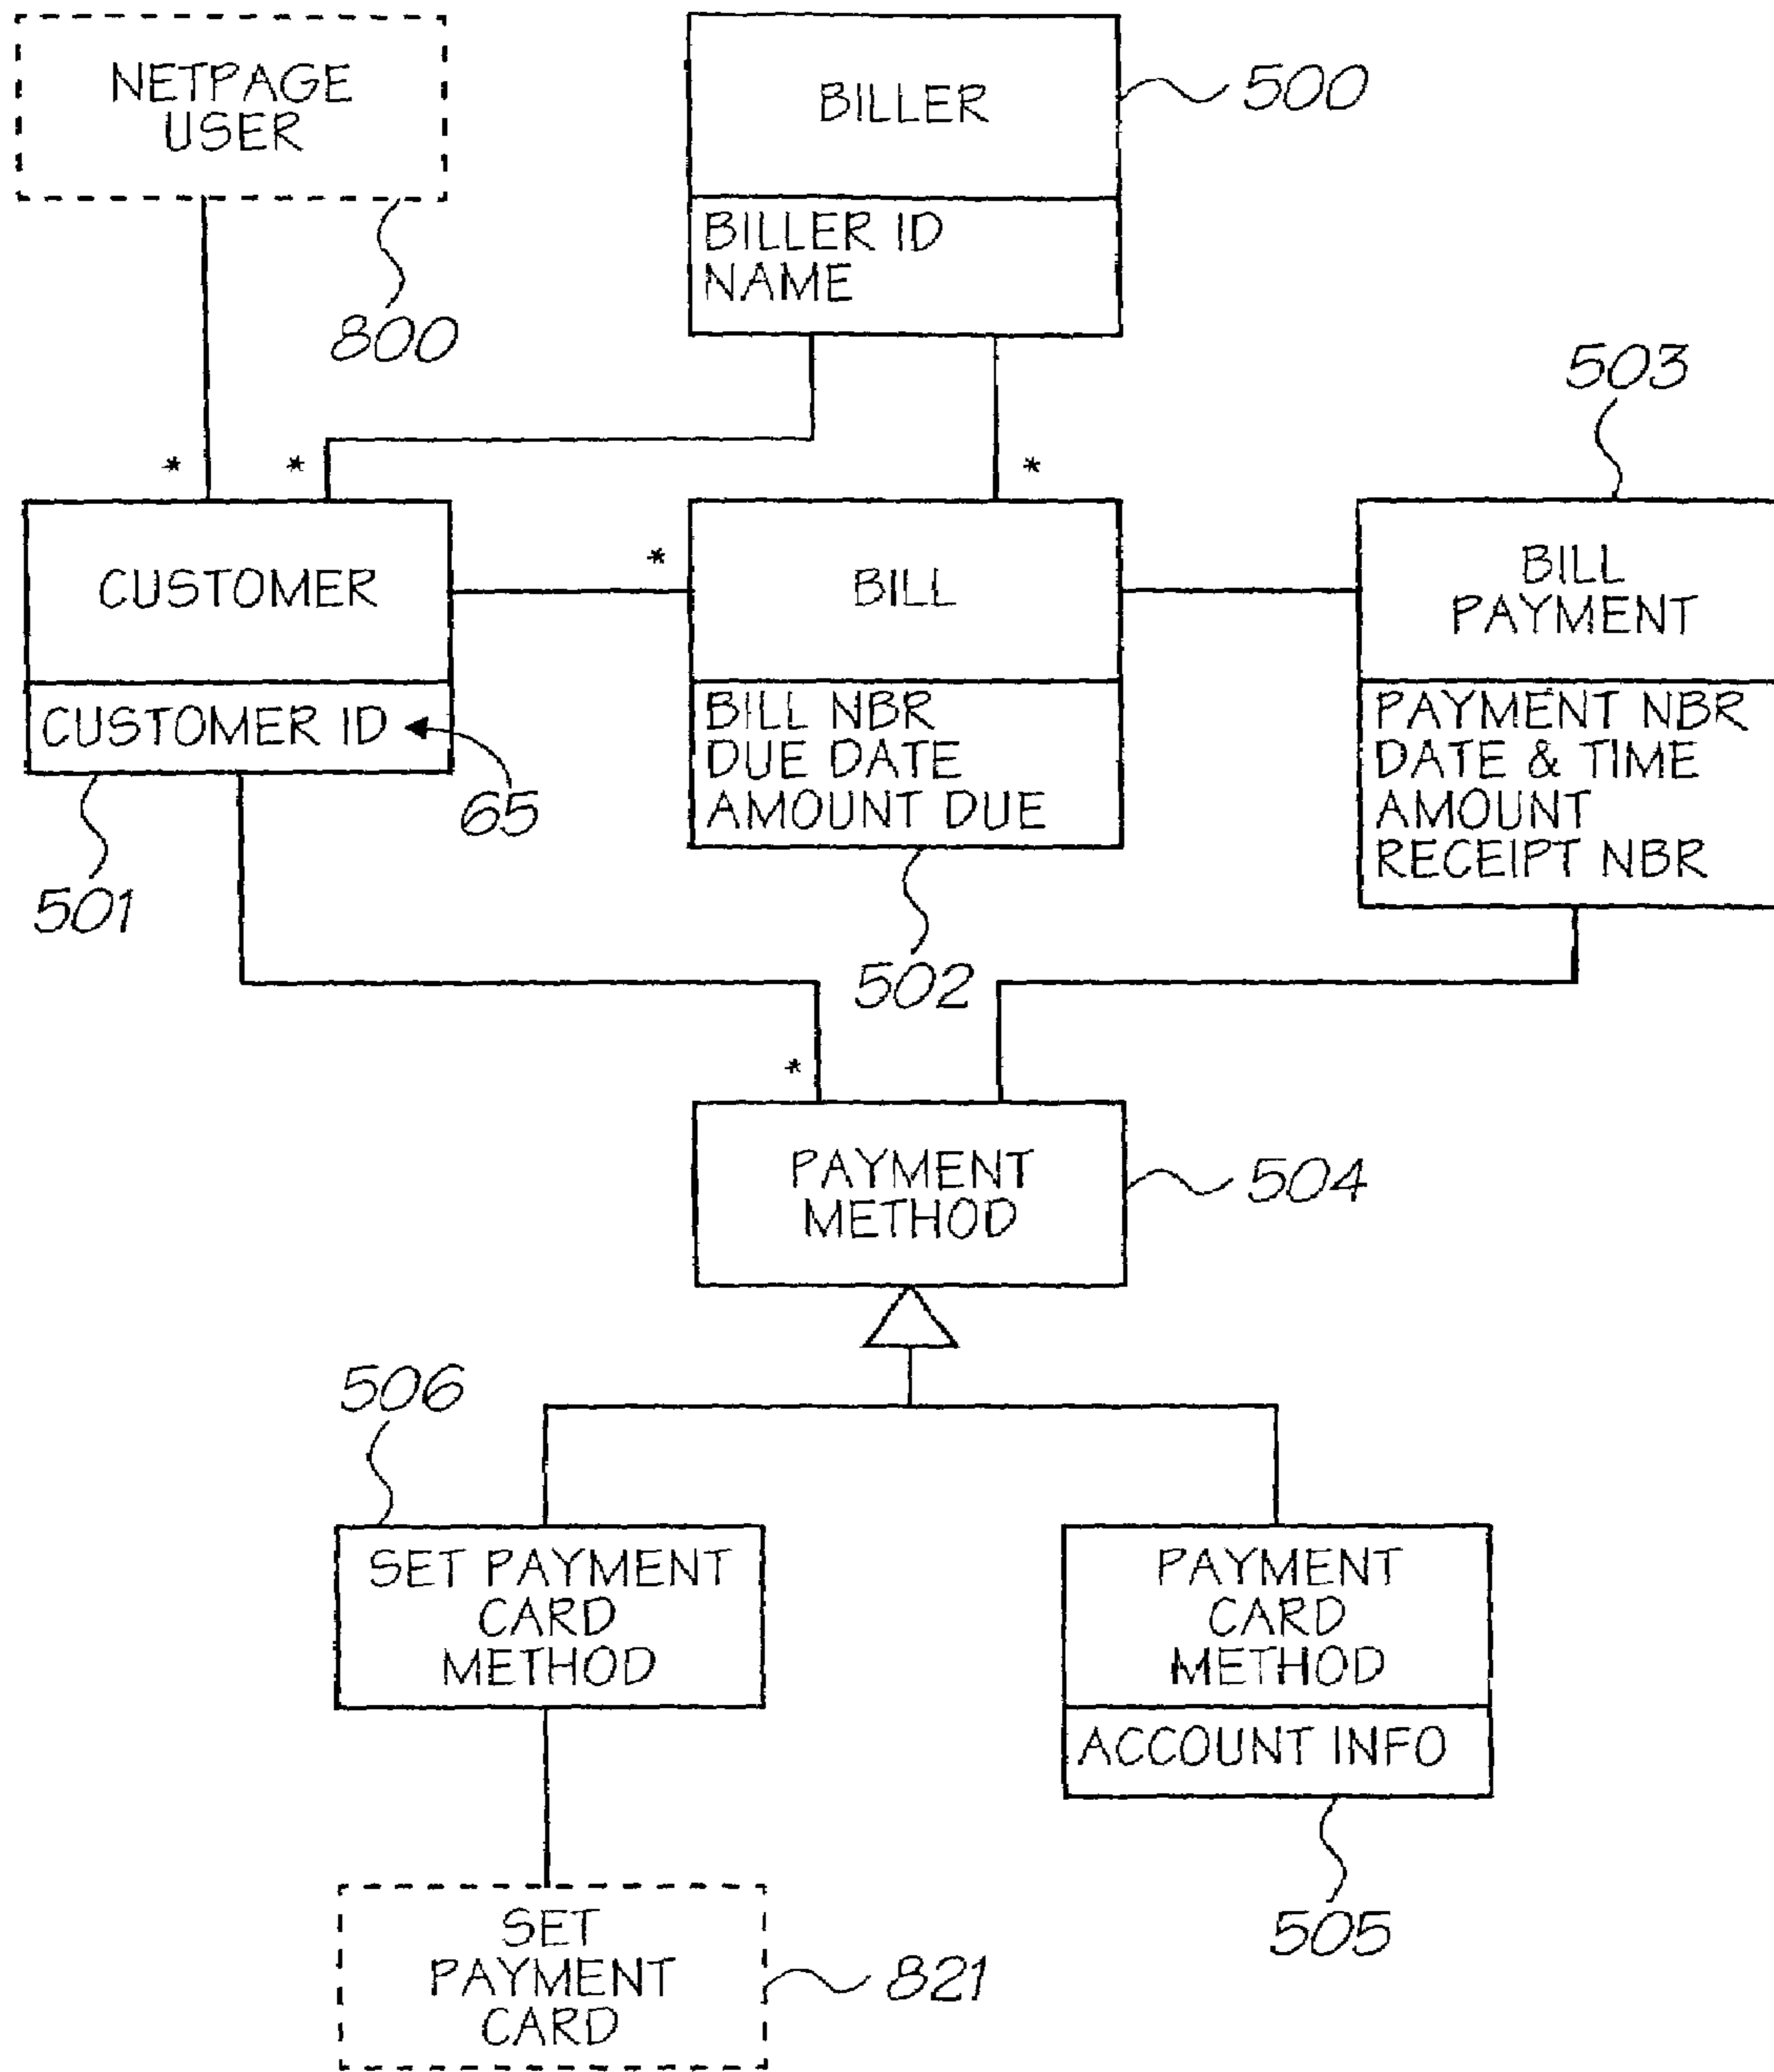 NETPAGE
USER
800
BILLER
500
BILLER ID
NAME
503
*
*
*
CUSTOMER
*
BILL
BILL
PAYMENT
CUSTOMER ID
65
501
BILL NBR
DUE DATE
AMOUNT DUE
502
PAYMENT NBR
DATE & TIME
AMOUNT
RECEIPT NBR
*
PAYMENT
METHOD
504
506
SET PAYMENT
CARD
METHOD
PAYMENT
CARD
METHOD
ACCOUNT INFO
505
SET
PAYMENT
CARD
821